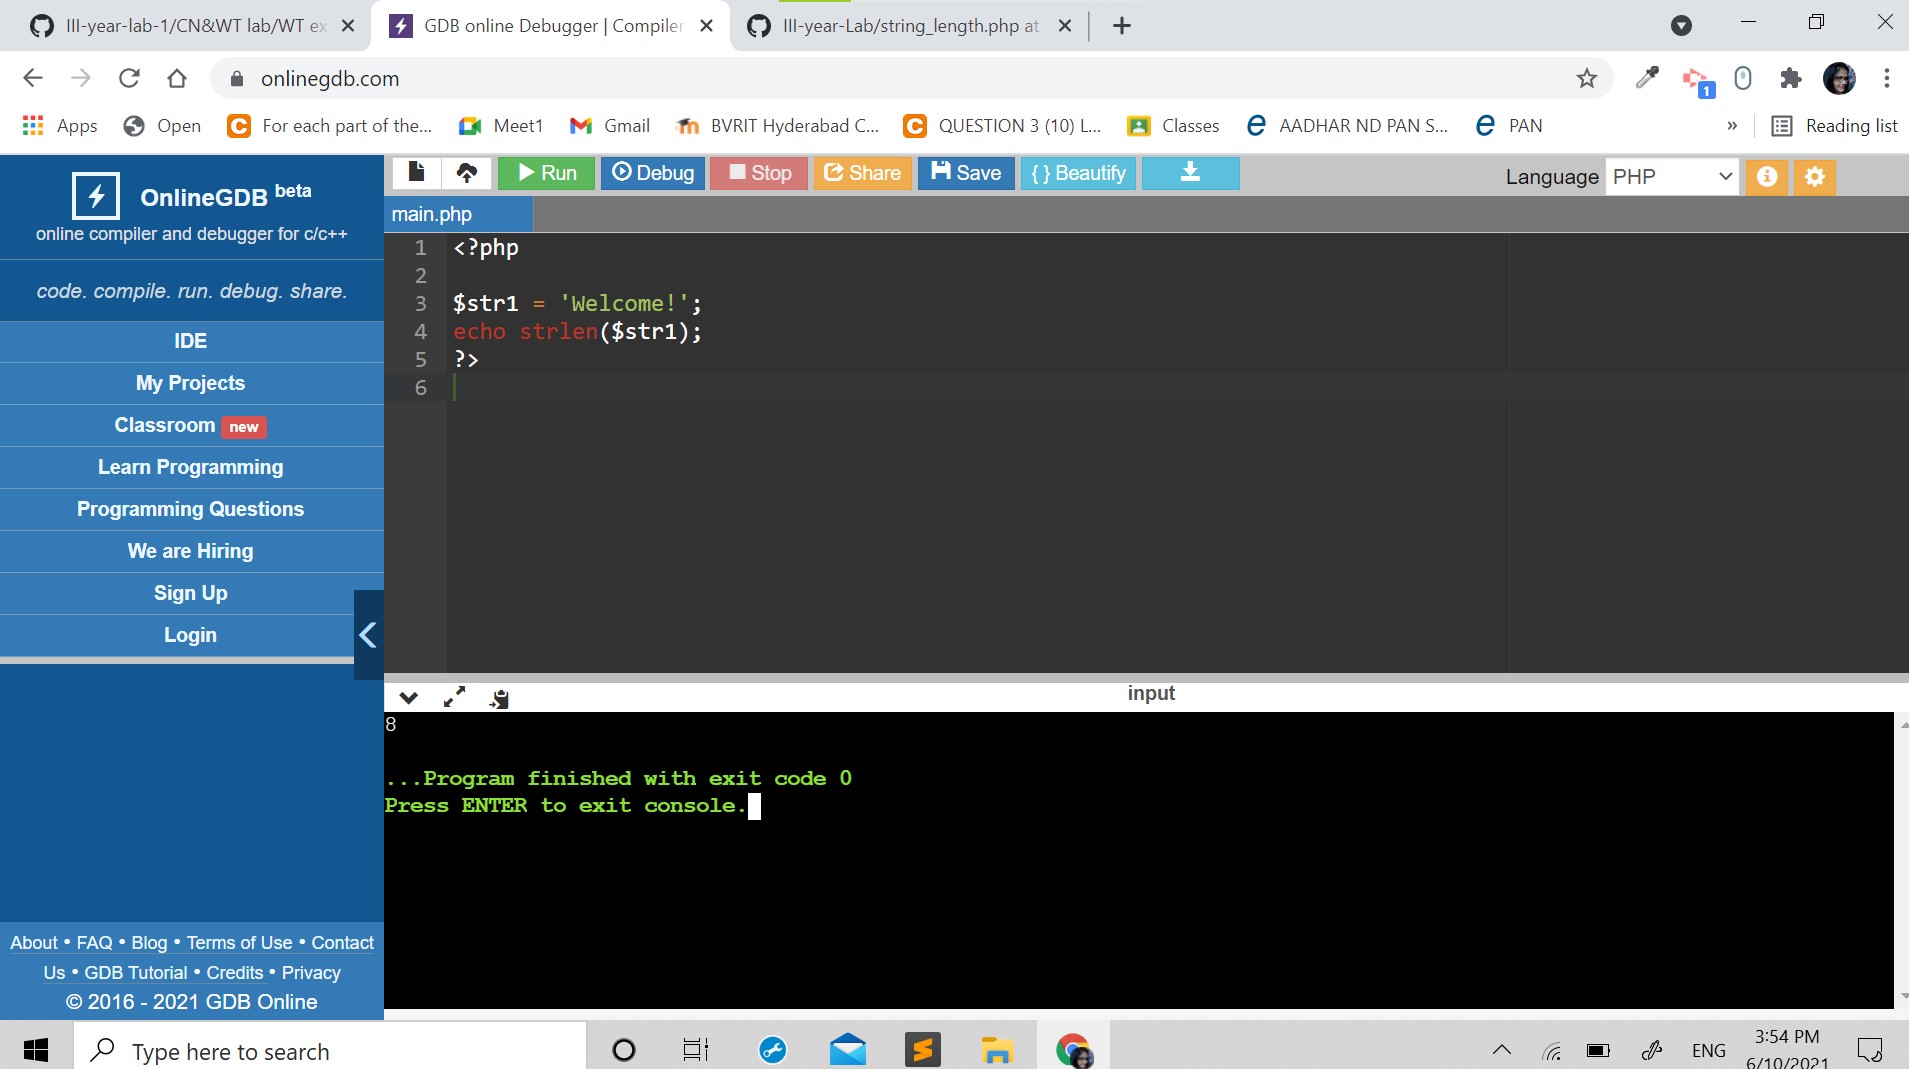 III-year-lab-1/CN&WT lab/WT ex
GDB online Debugger | Compiler
III-year-Lab/string_length.php at
onlinegdb.com
1
Apps
Open
For each part of the...
Meet1
Gmail
BVRIT Hyderabad C...
QUESTION 3 (10) L...
Classes
AADHAR ND PAN S...
PAN
»
Reading list
OnlineGDB beta
online compiler and debugger for c/c++
code. compile. run. debug. share.
IDE
My Projects
Classroom new
Learn Programming
Programming Questions
We are Hiring
Sign Up
Login
About • FAQ • Blog • Terms of Use • Contact
Us • GDB Tutorial • Credits • Privacy
© 2016 - 2021 GDB Online
Run
Debug
Stop
Share
Save
{ } Beautify
Language PHP
main.php
1 <?php
2
3 $str1 = 'Welcome!';
4 echo strlen($str1);
5 ?>
6
input
8
...Program finished with exit code 0
Press ENTER to exit console.
Type here to search
ENG
3:54 PM
6/10/2021